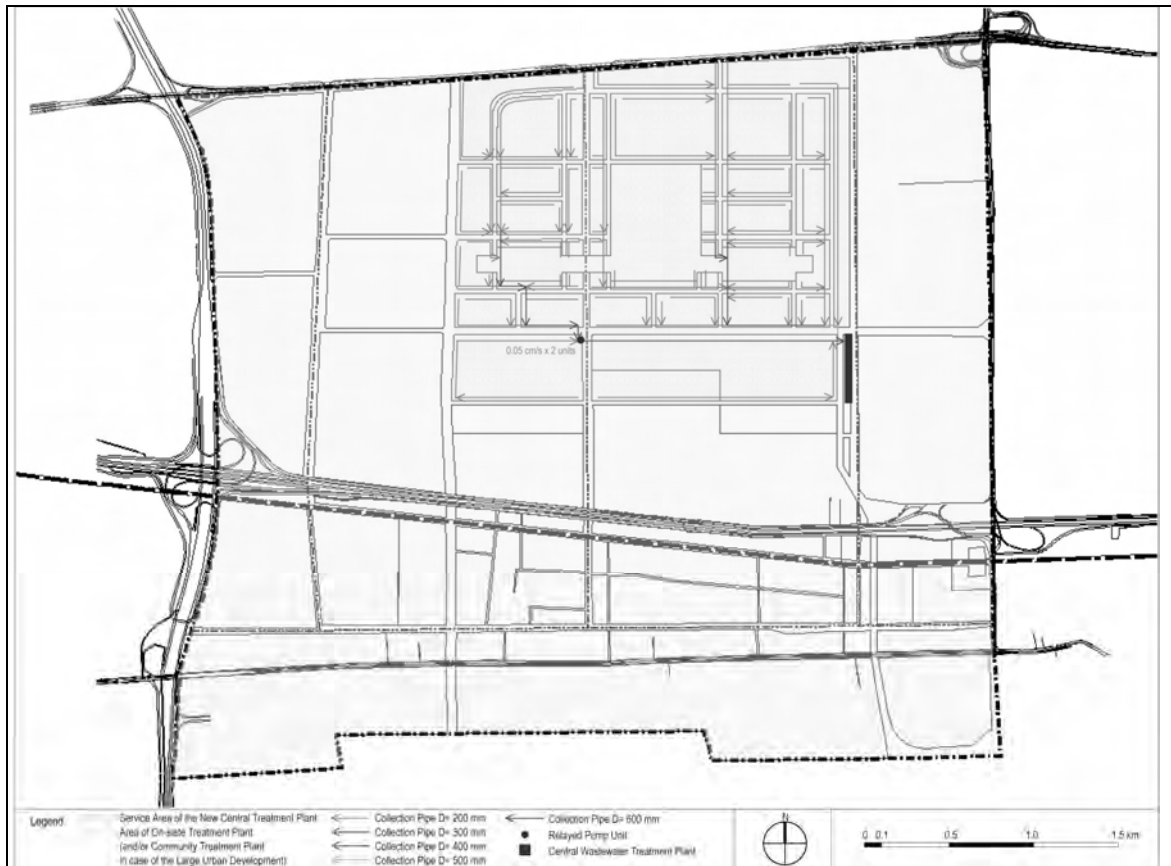 0.05 cm/s x 2 units
Legend
Service Area of the New Central Treatment Plant
Area of On-site Treatment Plant
(and/or Community Treatment Plant
in case of the Large Urban Development)
Collection Pipe D= 200 mm
Collection Pipe D= 300 mm
Collection Pipe D= 400 mm
Collection Pipe D= 500 mm
Collection Pipe D= 600 mm
Relayed Pump Unit
Central Wastewater Treatment Plant
N
0 0.1 0.5 1.0 1.5 km